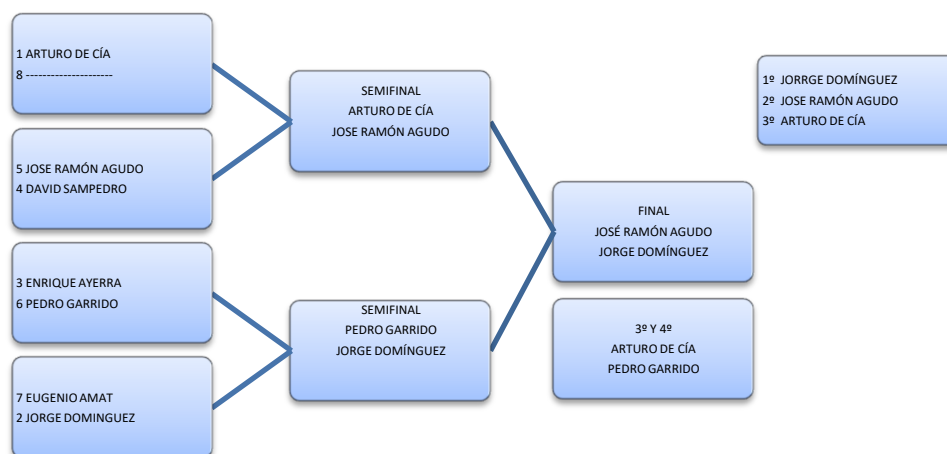 1 ARTURO DE CÍA
8 ---------------------
5 JOSE RAMÓN AGUDO
4 DAVID SAMPEDRO
3 ENRIQUE AYERRA
6 PEDRO GARRIDO
7 EUGENIO AMAT
2 JORGE DOMINGUEZ
SEMIFINAL
ARTURO DE CÍA
JOSE RAMÓN AGUDO
SEMIFINAL
PEDRO GARRIDO
JORGE DOMÍNGUEZ
FINAL
JOSÉ RAMÓN AGUDO
JORGE DOMÍNGUEZ
3º Y 4º
ARTURO DE CÍA
PEDRO GARRIDO
1º JORRGE DOMÍNGUEZ
2º JOSE RAMÓN AGUDO
3º ARTURO DE CÍA